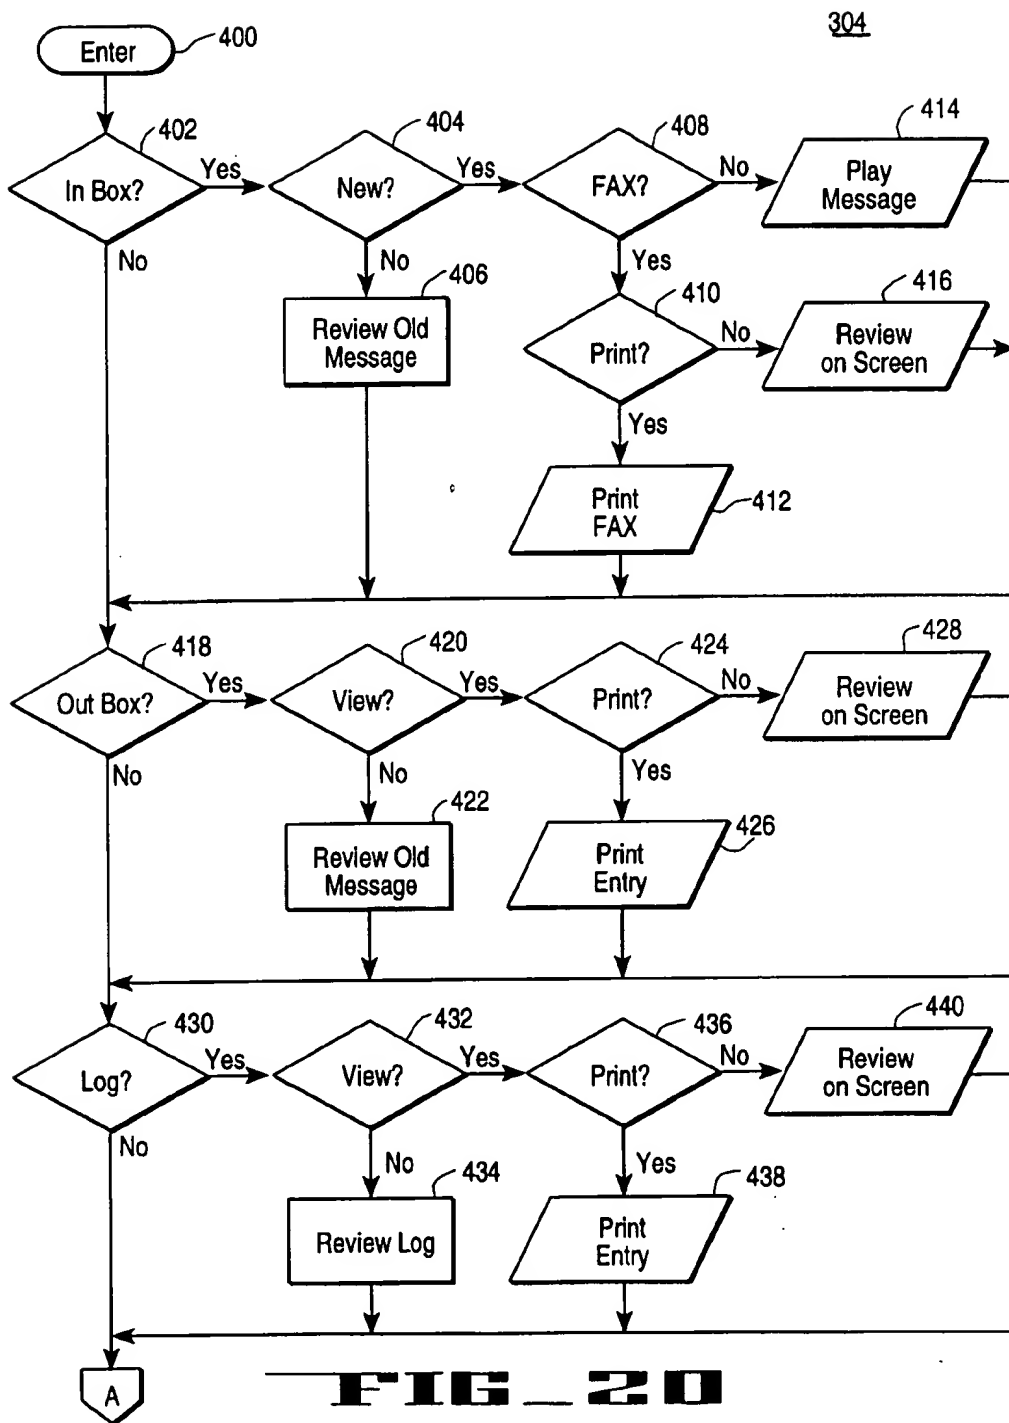 304
Enter
400
402
In Box?
Yes
No
404
New?
Yes
No
408
FAX?
No
Yes
414
Play
Message
406
Review Old
Message
410
Print?
No
Yes
416
Review
on Screen
Print
FAX
412
418
Out Box?
Yes
No
420
View?
Yes
No
424
Print?
No
Yes
428
Review
on Screen
422
Review Old
Message
426
Print
Entry
430
Log?
Yes
No
432
View?
Yes
No
436
Print?
No
Yes
440
Review
on Screen
434
Review Log
438
Print
Entry
A
FIG_20